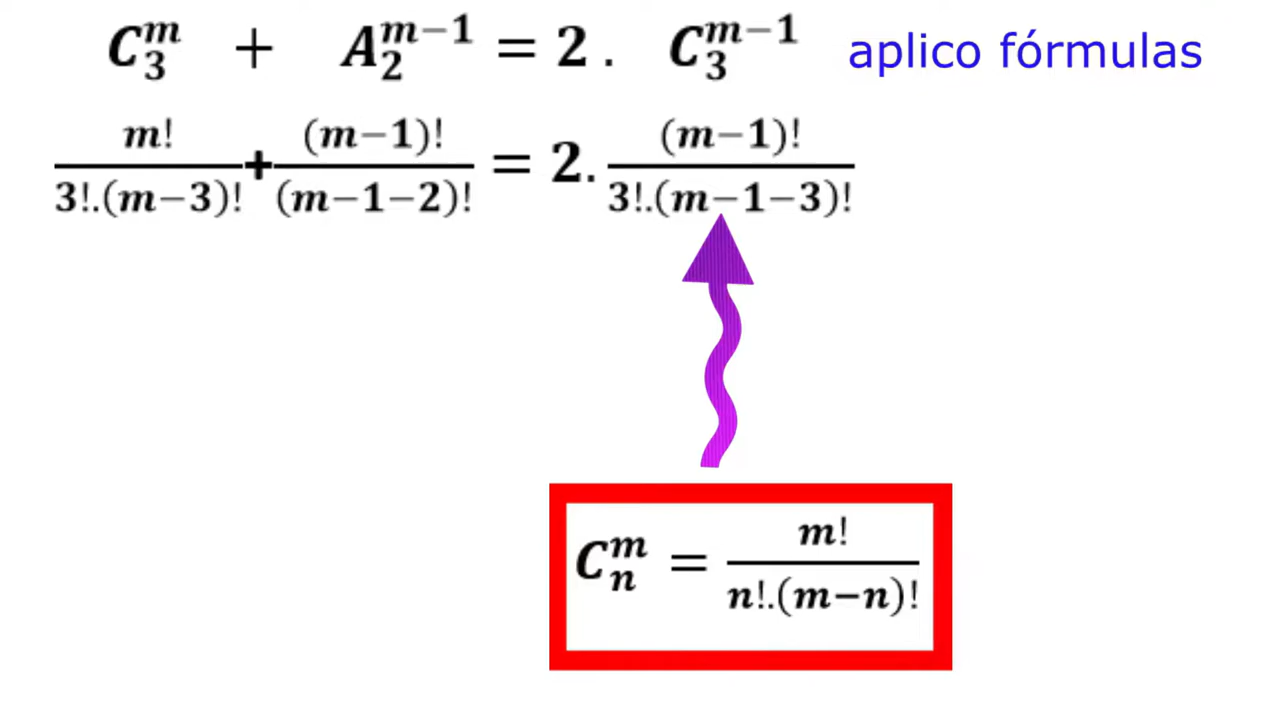 C₃ᵐ + A₂ᵐ⁻¹ = 2 . C₃ᵐ⁻¹ aplico fórmulas
m!/(3!.(m−3)!) + (m−1)!/((m−1−2)!) = 2. (m−1)!/(3!.(m−1−3)!)
Cₙᵐ = m!/(n!.(m−n)!)